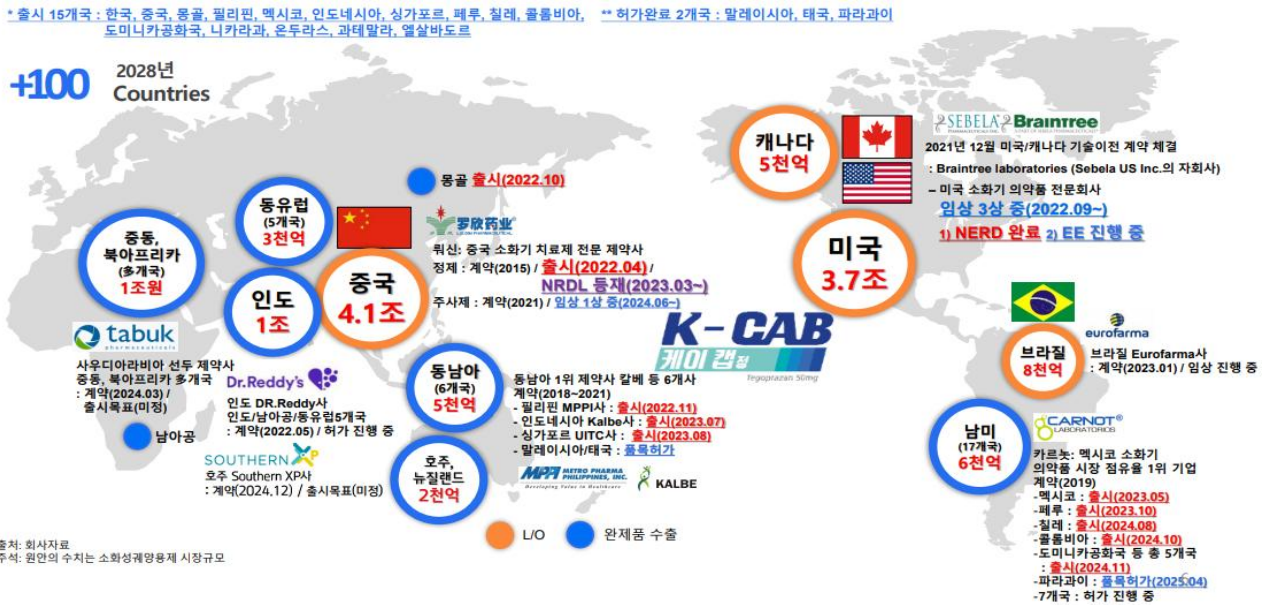 * 출시 15개국 : 한국, 중국, 몽골, 필리핀, 멕시코, 인도네시아, 싱가포르, 페루, 칠레, 콜롬비아,
도미니카공화국, 니카라과, 온두라스, 과테말라, 엘살바도르
** 허가완료 2개국 : 말레이시아, 태국, 파라과이
+100
2028년
Countries
몽골 출시(2022.10)
동유럽
(5개국)
3천억
중동,
북아프리카
(多개국)
1조원
인도
1조
중국
4.1조
罗欣药业
LUOXIN PHARMACEUTICAL
뤄신: 중국 소화기 치료제 전문 제약사
정제 : 계약(2015) / 출시(2022.04) /
NRDL 등재(2023.03~)
주사제 : 계약(2021) / 임상 1상 중(2024.06~)
tabuk
pharmaceuticals
사우디아라비아 선두 제약사
중동, 북아프리카 多개국
: 계약(2024.03) /
출시목표(미정)
남아공
Dr.Reddy's
인도 DR.Reddy사
인도/남아공/동유럽5개국
: 계약(2022.05) / 허가 진행 중
SOUTHERN XP
호주 Southern XP사
: 계약(2024.12) / 출시목표(미정)
동남아
(6개국)
5천억
동남아 1위 제약사 칼베 등 6개사
계약(2018~2021)
- 필리핀 MPPI사 : 출시(2022.11)
- 인도네시아 Kalbe사 : 출시(2023.07)
- 싱가포르 UITC사 : 출시(2023.08)
- 말레이시아/태국 : 품목허가
MPPI METRO PHARMA
PHILIPPINES, INC.
Developing Value in Healthcare
KALBE
호주,
뉴질랜드
2천억
K-CAB
케이캡정
Tegoprazan 50mg
캐나다
5천억
미국
3.7조
SEBELA
PHARMACEUTICALS INC.
Braintree
A PART OF SEBELA PHARMACEUTICALS
2021년 12월 미국/캐나다 기술이전 계약 체결
: Braintree laboratories (Sebela US Inc.의 자회사)
– 미국 소화기 의약품 전문회사
임상 3상 중(2022.09~)
1) NERD 완료 2) EE 진행 중
브라질
8천억
eurofarma
브라질 Eurofarma사
: 계약(2023.01) / 임상 진행 중
남미
(17개국)
6천억
CARNOT®
LABORATORIOS
카르놋: 멕시코 소화기
의약품 시장 점유율 1위 기업
계약(2019)
-멕시코 : 출시(2023.05)
-페루 : 출시(2023.10)
-칠레 : 출시(2024.08)
-콜롬비아 : 출시(2024.10)
-도미니카공화국 등 총 5개국
: 출시(2024.11)
-파라과이 : 품목허가(2025.04)
-7개국 : 허가 진행 중
L/O
완제품 수출
출처: 회사자료
주석: 원안의 수치는 소화성궤양용제 시장규모